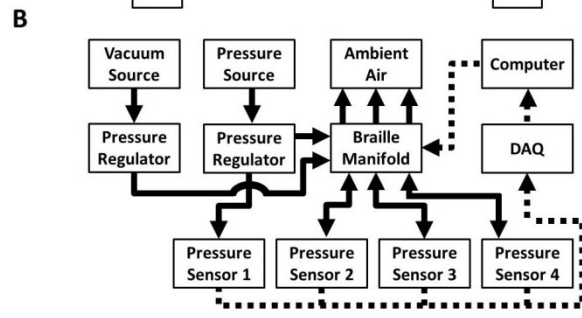 B
Vacuum
Source
Pressure
Source
Ambient
Air
Computer
Pressure
Regulator
Pressure
Regulator
Braille
Manifold
DAQ
Pressure
Sensor 1
Pressure
Sensor 2
Pressure
Sensor 3
Pressure
Sensor 4